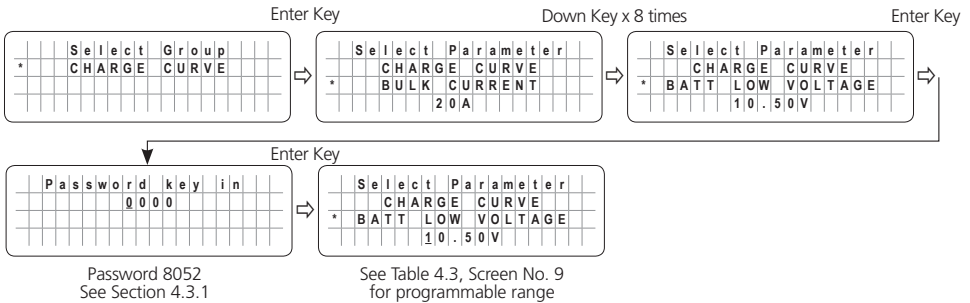 Enter Key
Down Key x 8 times
Enter Key
Select Group
* CHARGE CURVE
Select Parameter
CHARGE CURVE
* BULK CURRENT
20A
Select Parameter
CHARGE CURVE
* BATT LOW VOLTAGE
10.50V
Enter Key
Password key in
0000
Select Parameter
CHARGE CURVE
* BATT LOW VOLTAGE
10.50V
Password 8052
See Section 4.3.1
See Table 4.3, Screen No. 9
for programmable range